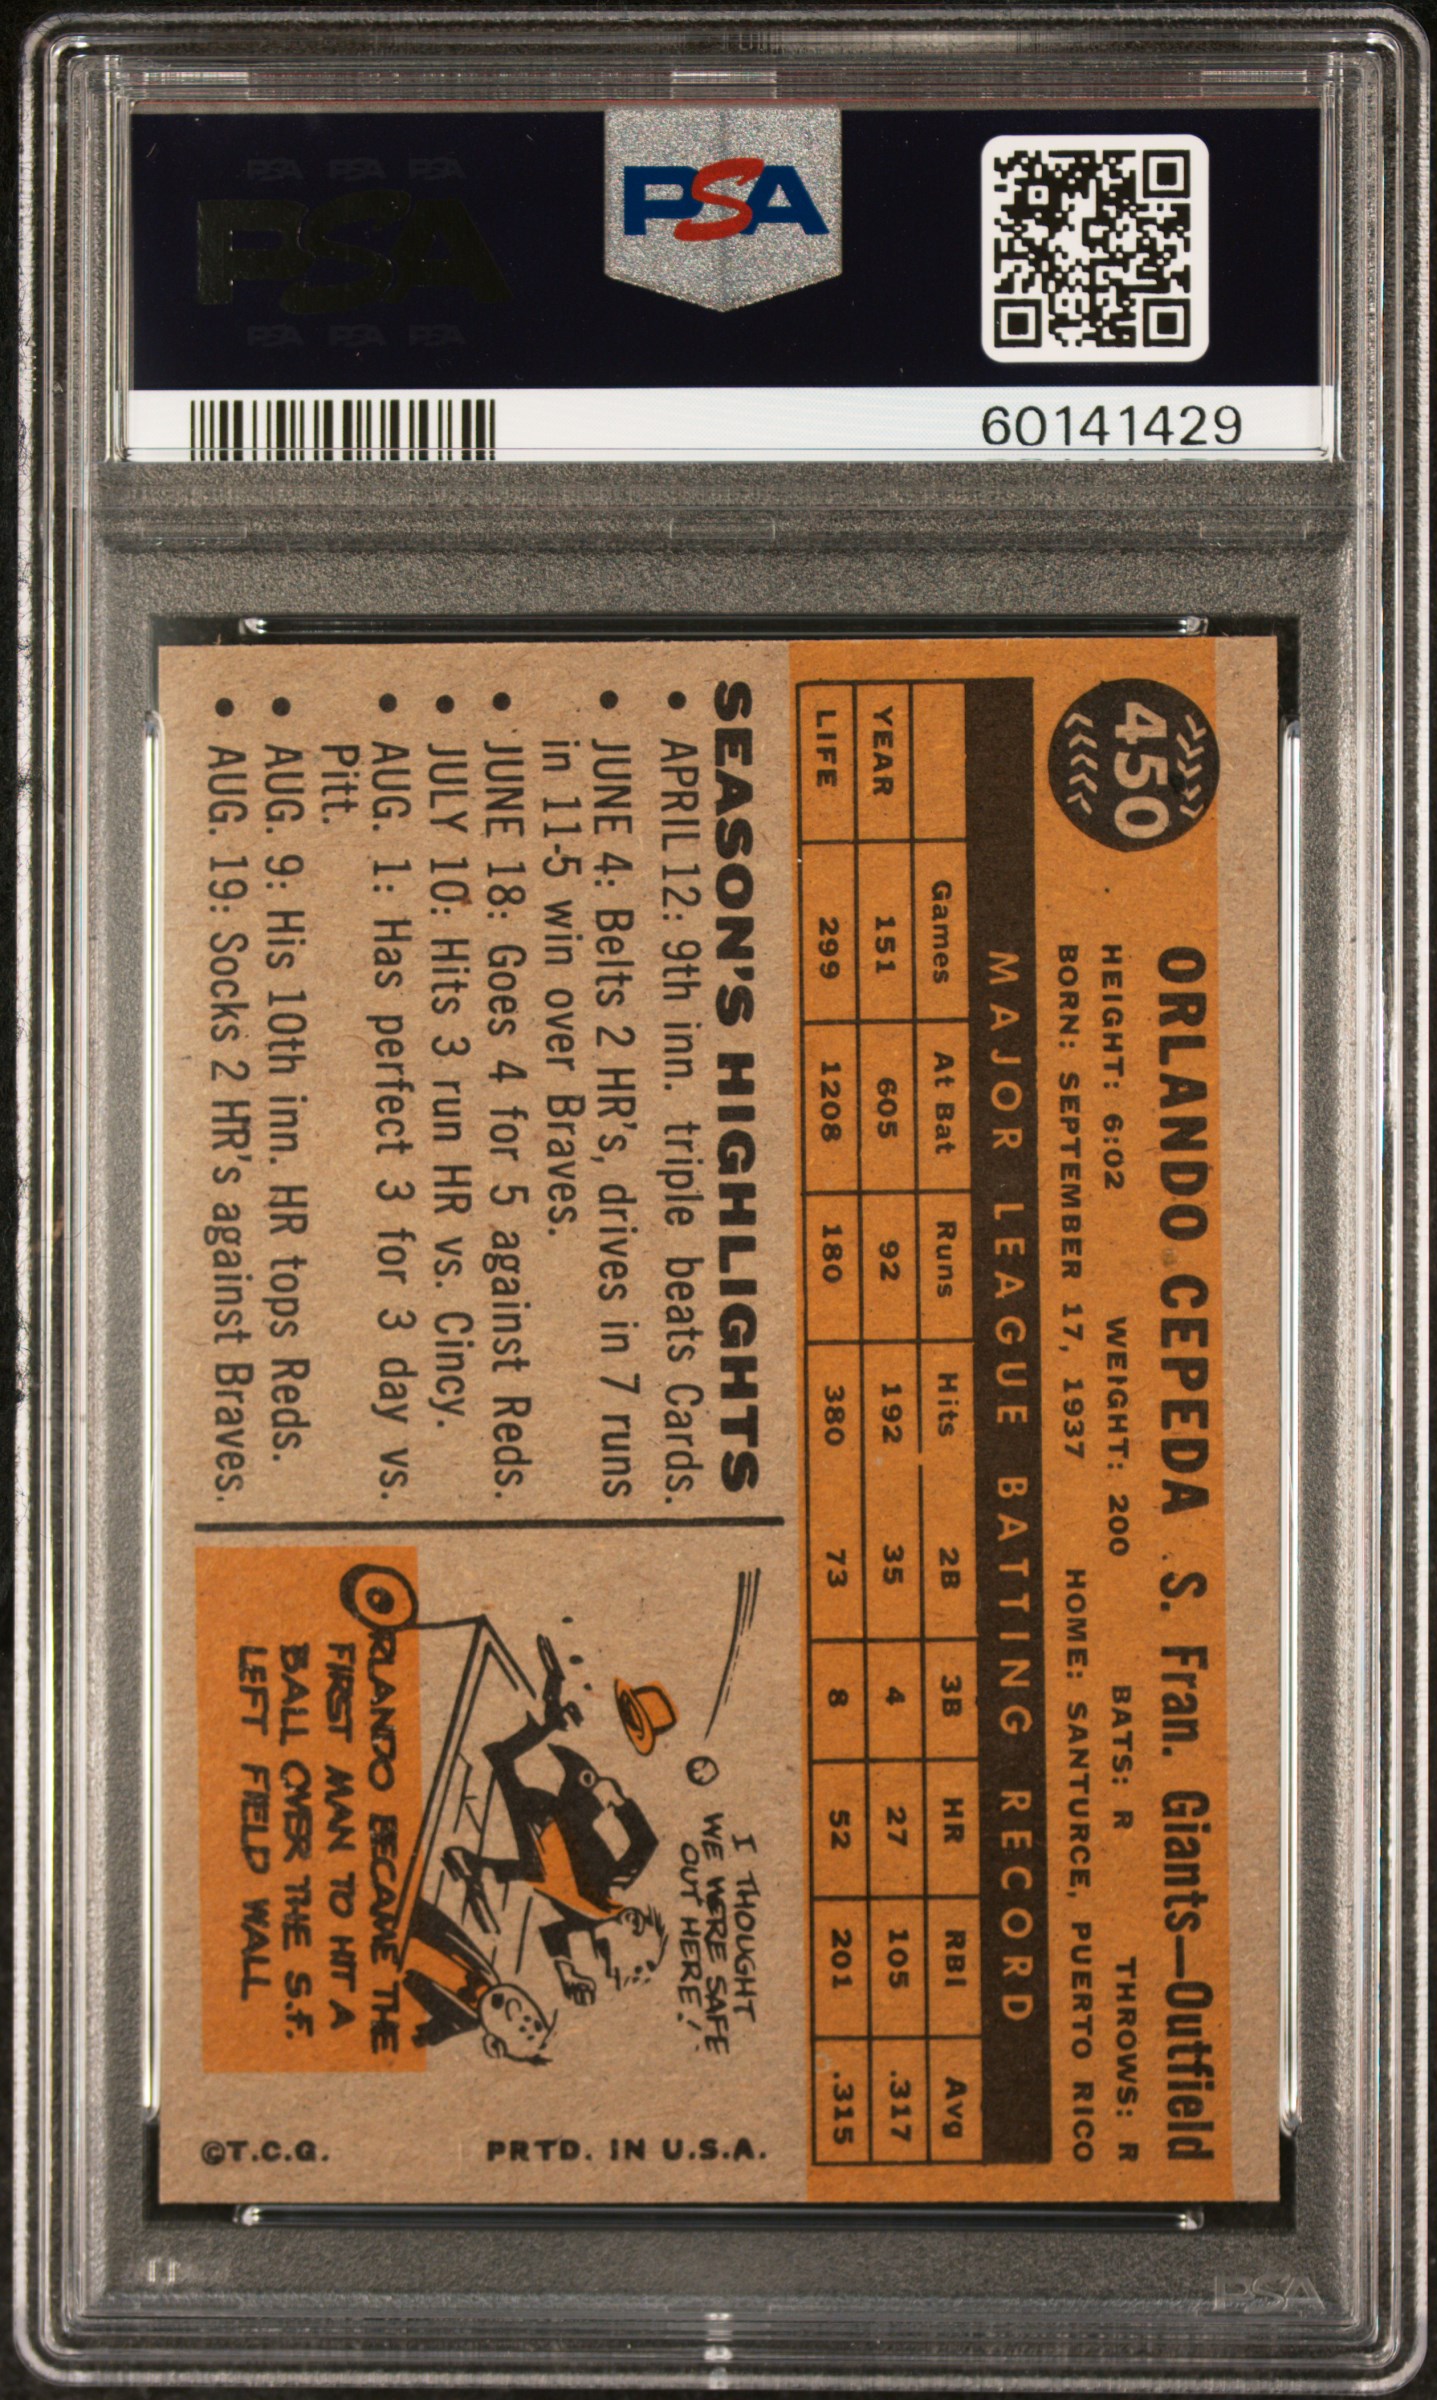 PSA PSA PSA
PSA
PSA PSA PSA
PSA
60141429
450
ORLANDO CEPEDA S. Fran. Giants—Outfield
HEIGHT: 6:02 WEIGHT: 200 BATS: R THROWS: R
BORN: SEPTEMBER 17, 1937 HOME: SANTURCE, PUERTO RICO
MAJOR LEAGUE BATTING RECORD
Games At Bat Runs Hits 2B 3B HR RBI Avg
YEAR 151 605 92 192 35 4 27 105 .317
LIFE 299 1208 180 380 73 8 52 201 .315
SEASON'S HIGHLIGHTS
• APRIL 12: 9th inn. triple beats Cards.
• JUNE 4: Belts 2 HR's, drives in 7 runs
in 11-5 win over Braves.
• JUNE 18: Goes 4 for 5 against Reds.
• JULY 10: Hits 3 run HR vs. Cincy.
• AUG. 1: Has perfect 3 for 3 day vs.
Pitt.
• AUG. 9: His 10th inn. HR tops Reds.
• AUG. 19: Socks 2 HR's against Braves.
I THOUGHT
WE WERE SAFE
OUT HERE!
ORLANDO BECAME THE
FIRST MAN TO HIT A
BALL OVER THE S.F.
LEFT FIELD WALL
©T.C.G. PRTD. IN U.S.A.
PSA